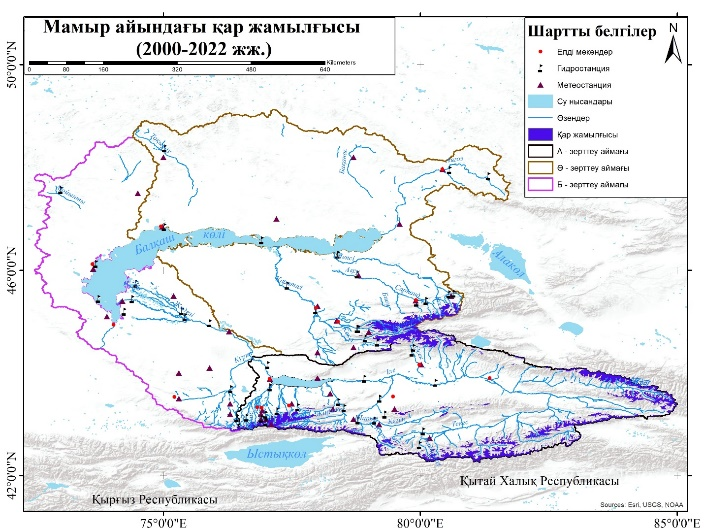 Мамыр айындағы қар жамылғысы
(2000-2022 жж.)
0 80 160 320 480 640 Kilometers
Шартты белгілер
N
Елді мекендер
Гидростанция
Метеостанция
Су нысандары
Өзендер
Қар жамылғысы
А - зерттеу аймағы
Ә - зерттеу аймағы
Б - зерттеу аймағы
50°0'0"N
46°0'0"N
42°0'0"N
Балқаш көлі
Алакөл
Ыстықкөл
Қырғыз Республикасы
Қытай Халық Республикасы
Sources: Esri, USGS, NOAA
75°0'0"E
80°0'0"E
85°0'0"E